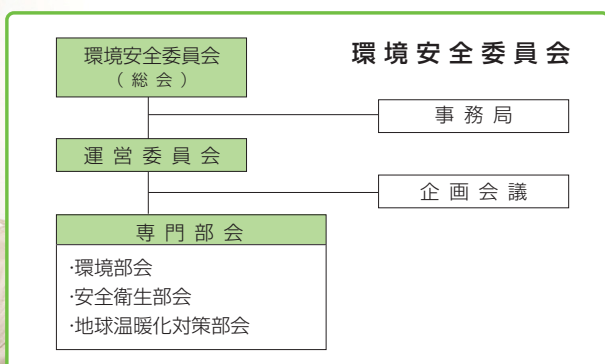 環境安全委員会
環境安全委員会
（総会）
事務局
運営委員会
企画会議
専門部会
·環境部会
·安全衛生部会
·地球温暖化対策部会